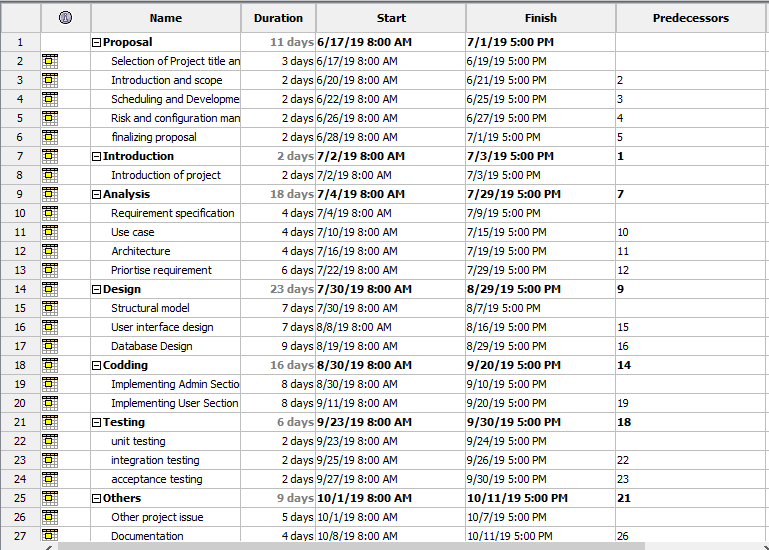 Name Duration Start Finish Predecessors
1 Proposal 11 days 6/17/19 8:00 AM 7/1/19 5:00 PM
2 Selection of Project title an 3 days 6/17/19 8:00 AM 6/19/19 5:00 PM
3 Introduction and scope 2 days 6/20/19 8:00 AM 6/21/19 5:00 PM 2
4 Scheduling and Developme 2 days 6/22/19 8:00 AM 6/25/19 5:00 PM 3
5 Risk and configuration man 2 days 6/26/19 8:00 AM 6/27/19 5:00 PM 4
6 finalizing proposal 2 days 6/28/19 8:00 AM 7/1/19 5:00 PM 5
7 Introduction 2 days 7/2/19 8:00 AM 7/3/19 5:00 PM 1
8 Introduction of project 2 days 7/2/19 8:00 AM 7/3/19 5:00 PM
9 Analysis 18 days 7/4/19 8:00 AM 7/29/19 5:00 PM 7
10 Requirement specification 4 days 7/4/19 8:00 AM 7/9/19 5:00 PM
11 Use case 4 days 7/10/19 8:00 AM 7/15/19 5:00 PM 10
12 Architecture 4 days 7/16/19 8:00 AM 7/19/19 5:00 PM 11
13 Priortise requirement 6 days 7/22/19 8:00 AM 7/29/19 5:00 PM 12
14 Design 23 days 7/30/19 8:00 AM 8/29/19 5:00 PM 9
15 Structural model 7 days 7/30/19 8:00 AM 8/7/19 5:00 PM
16 User interface design 7 days 8/8/19 8:00 AM 8/16/19 5:00 PM 15
17 Database Design 9 days 8/19/19 8:00 AM 8/29/19 5:00 PM 16
18 Codding 16 days 8/30/19 8:00 AM 9/20/19 5:00 PM 14
19 Implementing Admin Sectio 8 days 8/30/19 8:00 AM 9/10/19 5:00 PM
20 Implementing User Section 8 days 9/11/19 8:00 AM 9/20/19 5:00 PM 19
21 Testing 6 days 9/23/19 8:00 AM 9/30/19 5:00 PM 18
22 unit testing 2 days 9/23/19 8:00 AM 9/24/19 5:00 PM
23 integration testing 2 days 9/25/19 8:00 AM 9/26/19 5:00 PM 22
24 acceptance testing 2 days 9/27/19 8:00 AM 9/30/19 5:00 PM 23
25 Others 9 days 10/1/19 8:00 AM 10/11/19 5:00 PM 21
26 Other project issue 5 days 10/1/19 8:00 AM 10/7/19 5:00 PM
27 Documentation 4 days 10/8/19 8:00 AM 10/11/19 5:00 PM 26